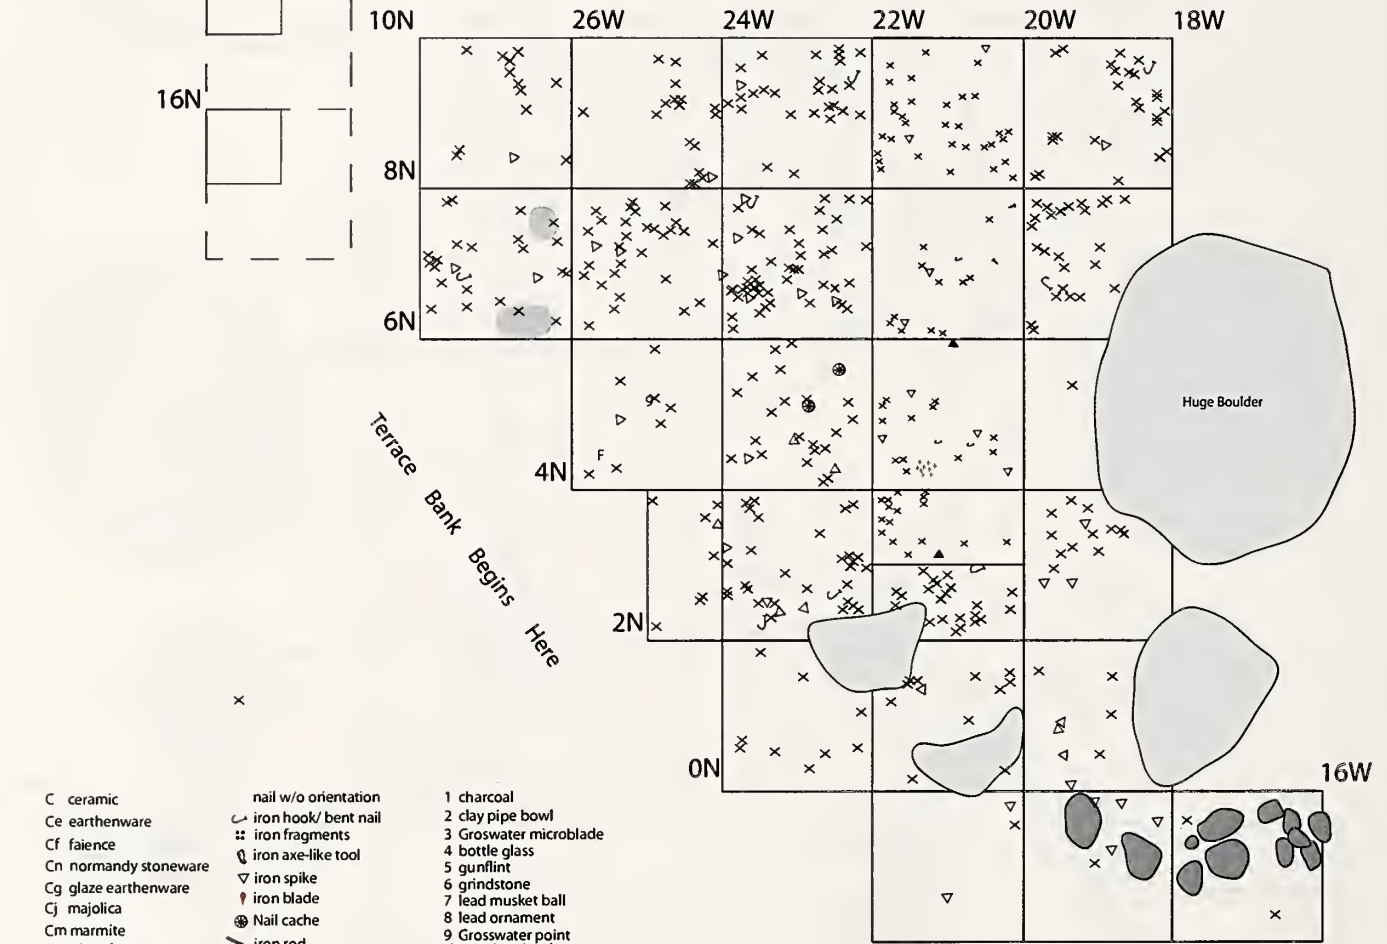 10N 26W 24W 22W 20W 18W
16N
8N
6N
Huge Boulder
9
F
4N
Terrace Bank Begins Here
2N
0N
16W
C ceramic
Ce earthenware
Cf faience
Cn normandy stoneware
Cg glaze earthenware
Cj majolica
Cm marmite
nail w/o orientation
iron hook/ bent nail
iron fragments
iron axe-like tool
iron spike
iron blade
Nail cache
iron rod
1 charcoal
2 clay pipe bowl
3 Groswater microblade
4 bottle glass
5 gunflint
6 grindstone
7 lead musket ball
8 lead ornament
9 Grosswater point